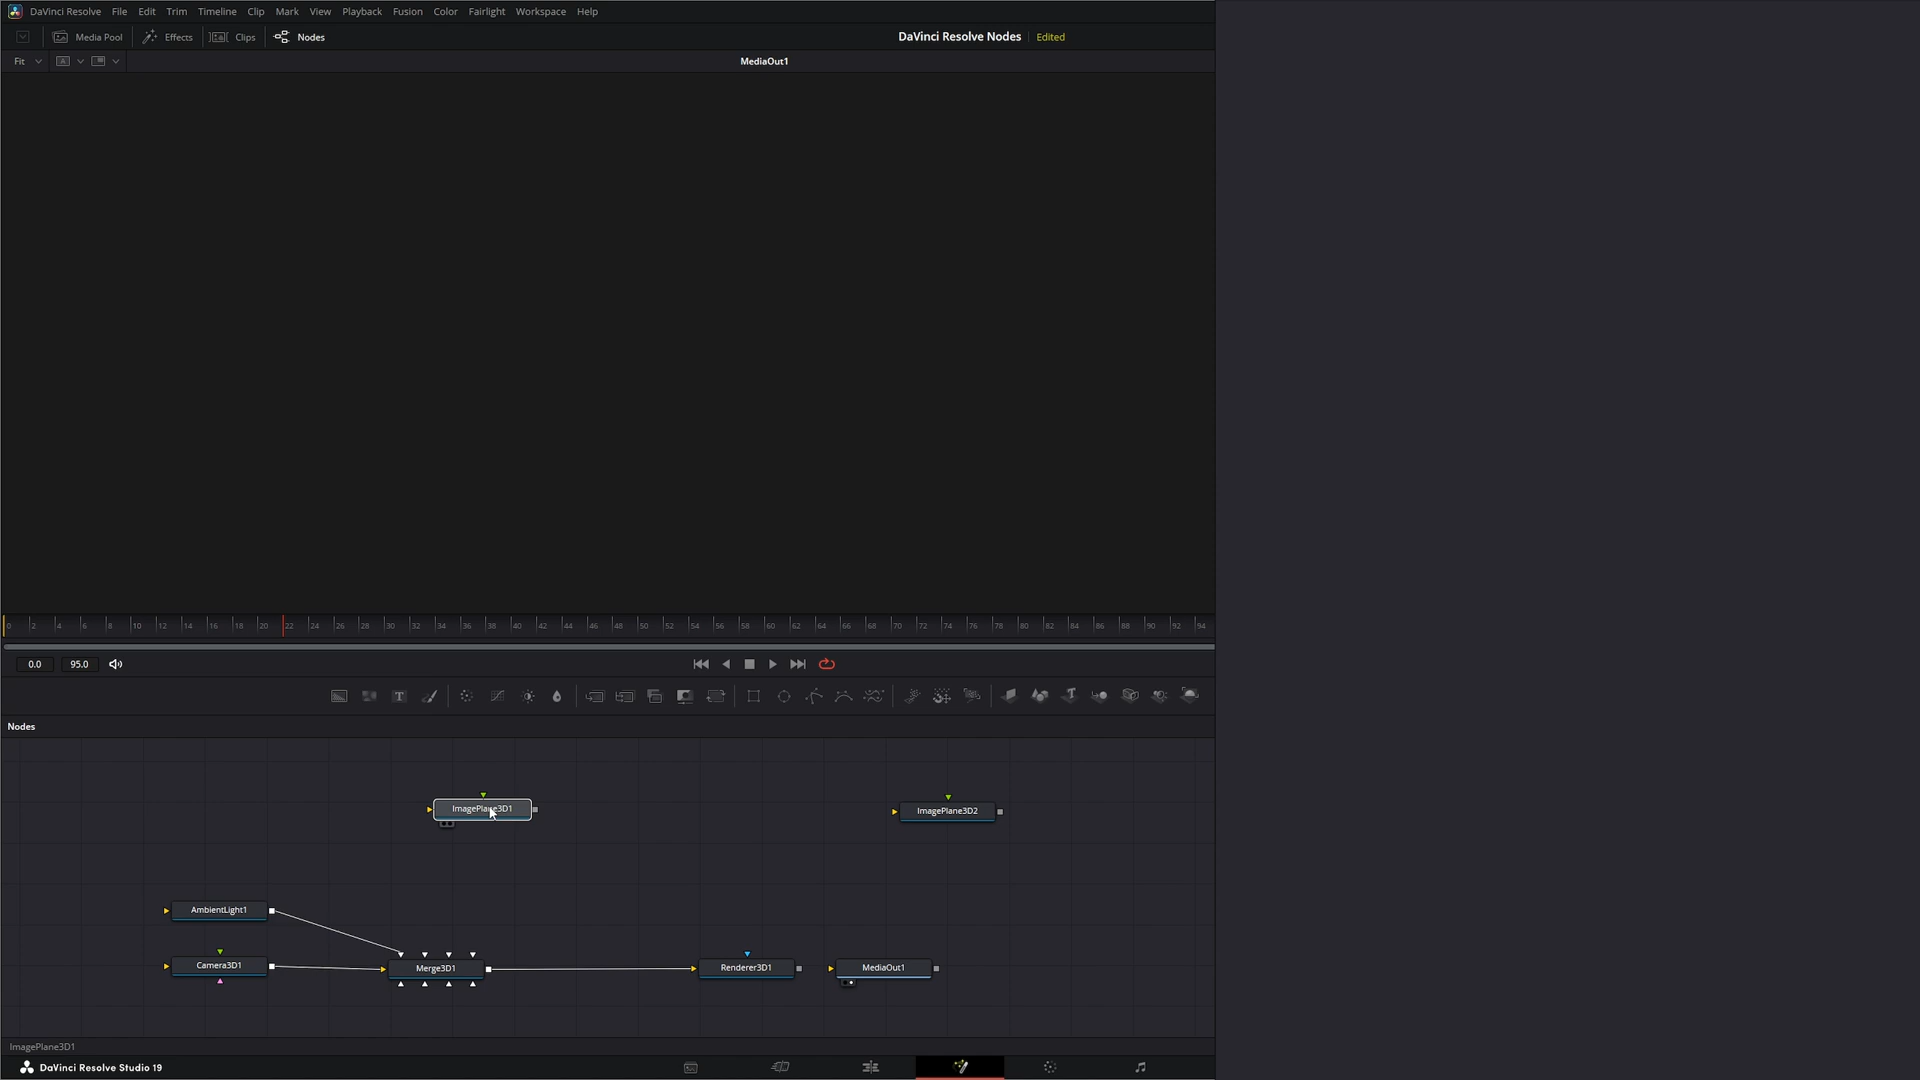 DaVinci Resolve File Edit Trim Timeline Clip Mark View Playback Fusion Color Fairlight Workspace Help
Media Pool Effects Clips Nodes DaVinci Resolve Nodes Edited
Fit A MediaOut1
0 2 4 6 8 10 12 14 16 18 20 22 24 26 28 30 32 34 36 38 40 42 44 46 48 50 52 54 56 58 60 62 64 66 68 70 72 74 76 78 80 82 84 86 88 90 92 94
0.0 95.0
T
Nodes
ImagePlane3D1 ImagePlane3D2
AmbientLight1
Camera3D1 Merge3D1 Renderer3D1 MediaOut1
ImagePlane3D1
DaVinci Resolve Studio 19